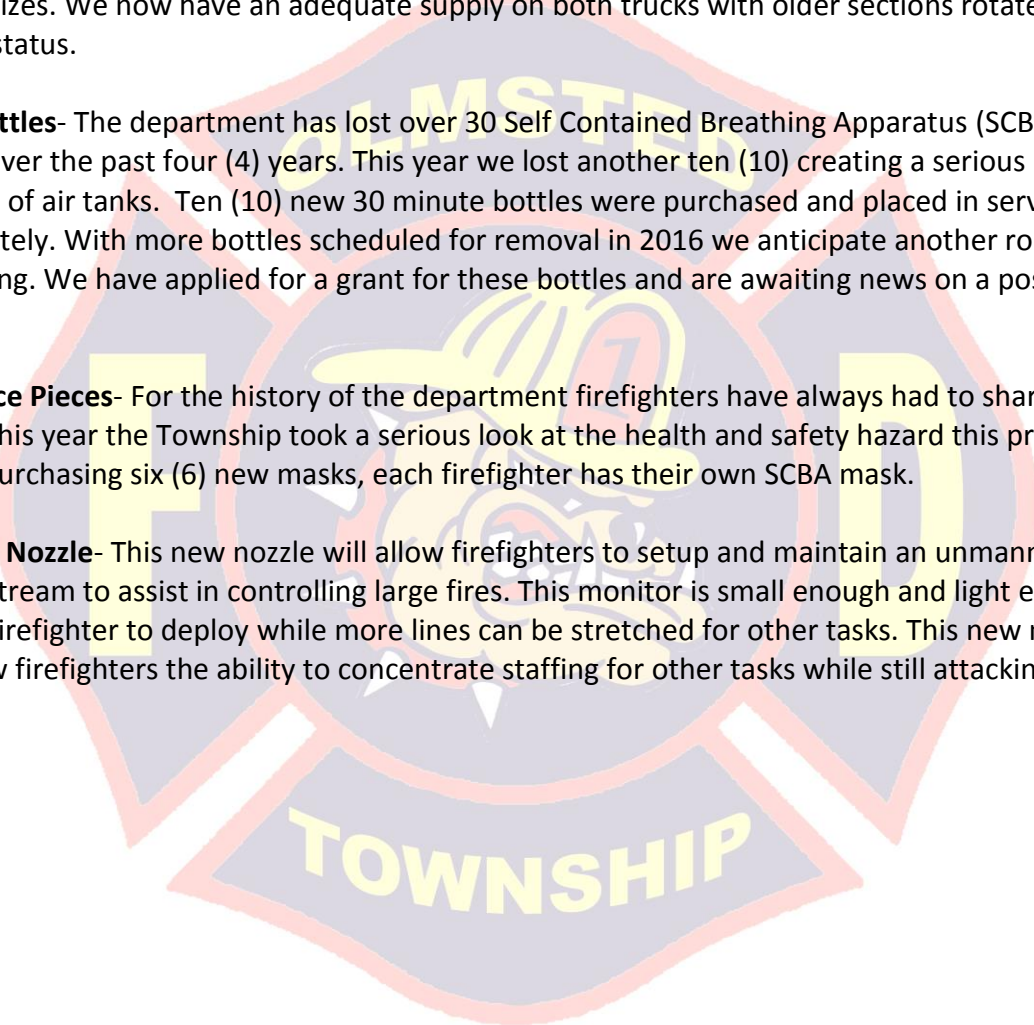 izes. We now have an adequate supply on both trucks with older sections rotate
status.
OLMSTED
ttles- The department has lost over 30 Self Contained Breathing Apparatus (SCB
ver the past four (4) years. This year we lost another ten (10) creating a serious
of air tanks. Ten (10) new 30 minute bottles were purchased and placed in serv
tely. With more bottles scheduled for removal in 2016 we anticipate another ro
ng. We have applied for a grant for these bottles and are awaiting news on a pos
1
F D
ce Pieces- For the history of the department firefighters have always had to shar
his year the Township took a serious look at the health and safety hazard this pr
urchasing six (6) new masks, each firefighter has their own SCBA mask.
Nozzle- This new nozzle will allow firefighters to setup and maintain an unmann
tream to assist in controlling large fires. This monitor is small enough and light e
irefighter to deploy while more lines can be stretched for other tasks. This new
w firefighters the ability to concentrate staffing for other tasks while still attackin
TOWNSHIP